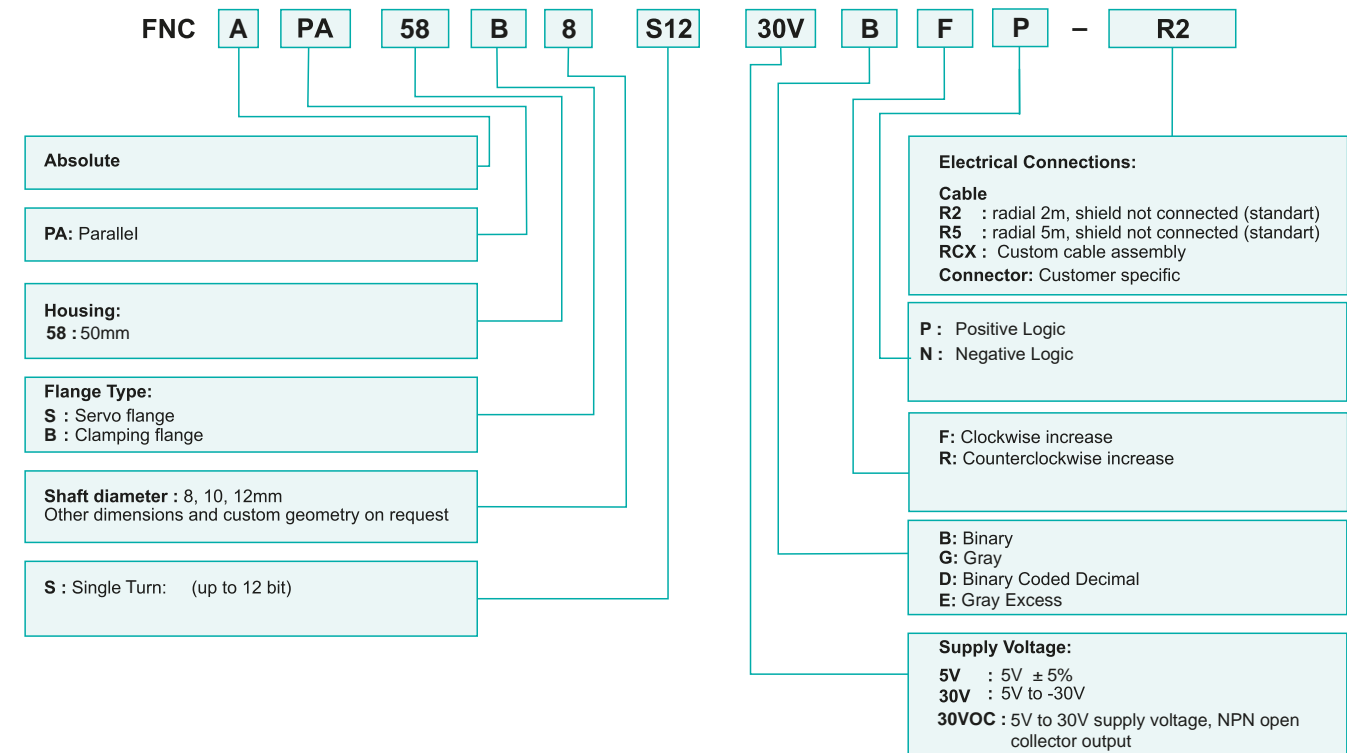 FNC A PA 58 B 8 S12 30V B F P – R2
Absolute
PA: Parallel
Housing:
58 : 50mm
Flange Type:
S : Servo flange
B : Clamping flange
Shaft diameter : 8, 10, 12mm
Other dimensions and custom geometry on request
S : Single Turn: (up to 12 bit)
Electrical Connections:
Cable
R2 : radial 2m, shield not connected (standart)
R5 : radial 5m, shield not connected (standart)
RCX : Custom cable assembly
Connector: Customer specific
P : Positive Logic
N : Negative Logic
F: Clockwise increase
R: Counterclockwise increase
B: Binary
G: Gray
D: Binary Coded Decimal
E: Gray Excess
Supply Voltage:
5V : 5V ± 5%
30V : 5V to -30V
30VOC : 5V to 30V supply voltage, NPN open
collector output